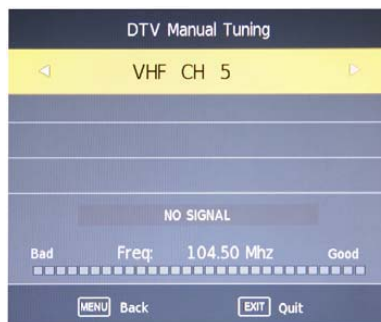 DTV Manual Tuning
VHF CH 5
NO SIGNAL
Bad Freq: 104.50 Mhz Good
MENU Back EXIT Quit